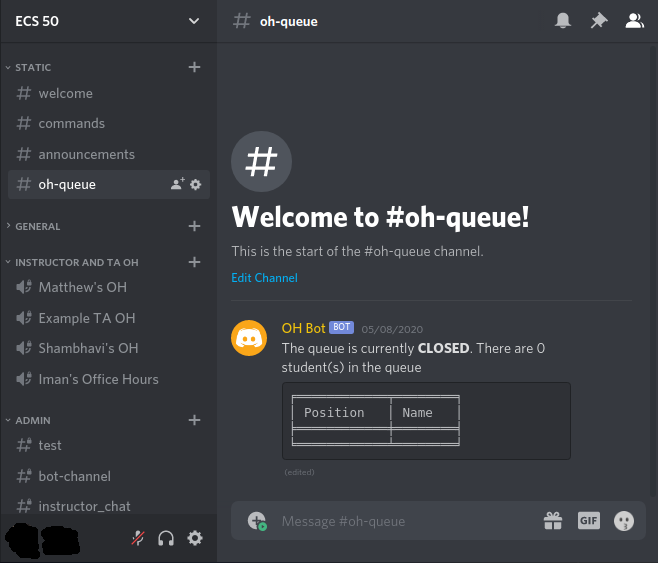 ECS 50
STATIC
welcome
commands
announcements
oh-queue
GENERAL
INSTRUCTOR AND TA OH
Matthew's OH
Example TA OH
Shambhavi's OH
Iman's Office Hours
ADMIN
test
bot-channel
instructor_chat
oh-queue
Welcome to #oh-queue!
This is the start of the #oh-queue channel.
Edit Channel
OH Bot BOT 05/08/2020
The queue is currently CLOSED. There are 0
student(s) in the queue
Position Name
(edited)
Message #oh-queue
GIF